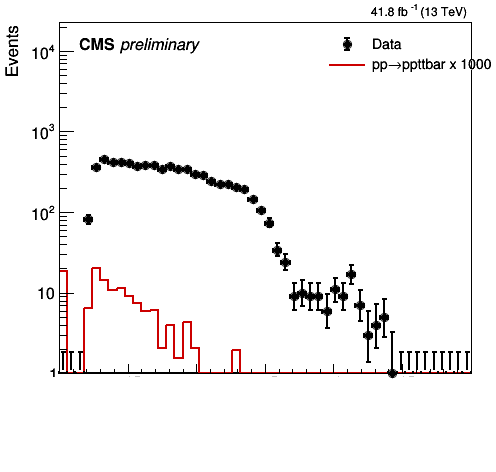 41.8 fb⁻¹ (13 TeV)
Events
CMS preliminary
Data
pp→ppttbar x 1000
10⁴
10³
10²
10
1